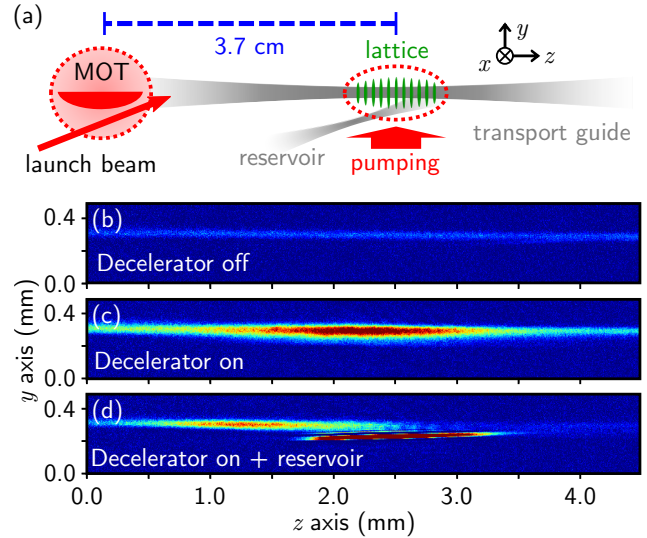 (a)
3.7 cm
MOT
lattice
y
x
z
launch beam
reservoir
pumping
transport guide
(b)
Decelerator off
0.4
0.0
(c)
Decelerator on
0.4
0.0
(d)
Decelerator on + reservoir
0.4
0.0
y axis (mm)
0.0 1.0 2.0 3.0 4.0
z axis (mm)